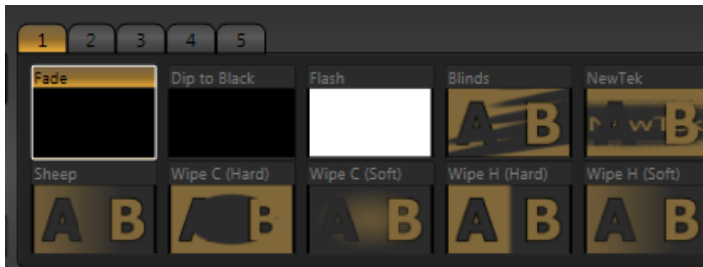 1 2 3 4 5
Fade Dip to Black Flash Blinds NewTek
A B NewTek A B
Sheep Wipe C (Hard) Wipe C (Soft) Wipe H (Hard) Wipe H (Soft)
A B A B A B A B A B